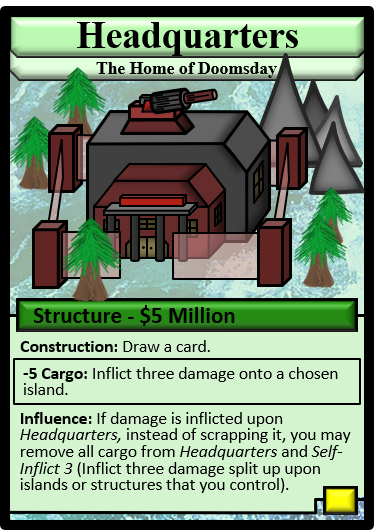 Headquarters
The Home of Doomsday
Structure - $5 Million
Construction: Draw a card.
-5 Cargo: Inflict three damage onto a chosen
island.
Influence: If damage is inflicted upon
Headquarters, instead of scrapping it, you may
remove all cargo from Headquarters and Self-
Inflict 3 (Inflict three damage split up upon
islands or structures that you control).